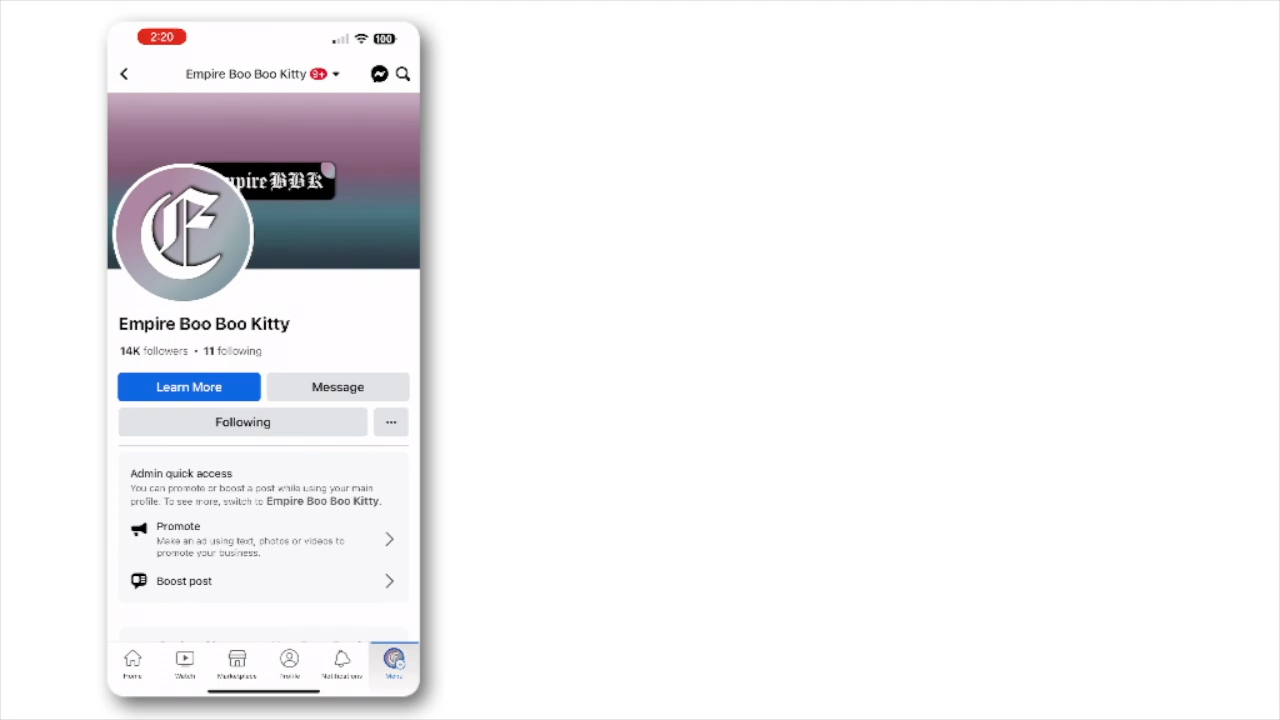 2:20
100
Empire Boo Boo Kitty 9+
pire BBK
E
Empire Boo Boo Kitty
14K followers • 11 following
Learn More
Message
Following
Admin quick access
You can promote or boost a post while using your main
profile. To see more, switch to Empire Boo Boo Kitty.
Promote
Make an ad using text, photos or videos to
promote your business.
Boost post
Home
Watch
Marketplace
Profile
Notifications
Menu